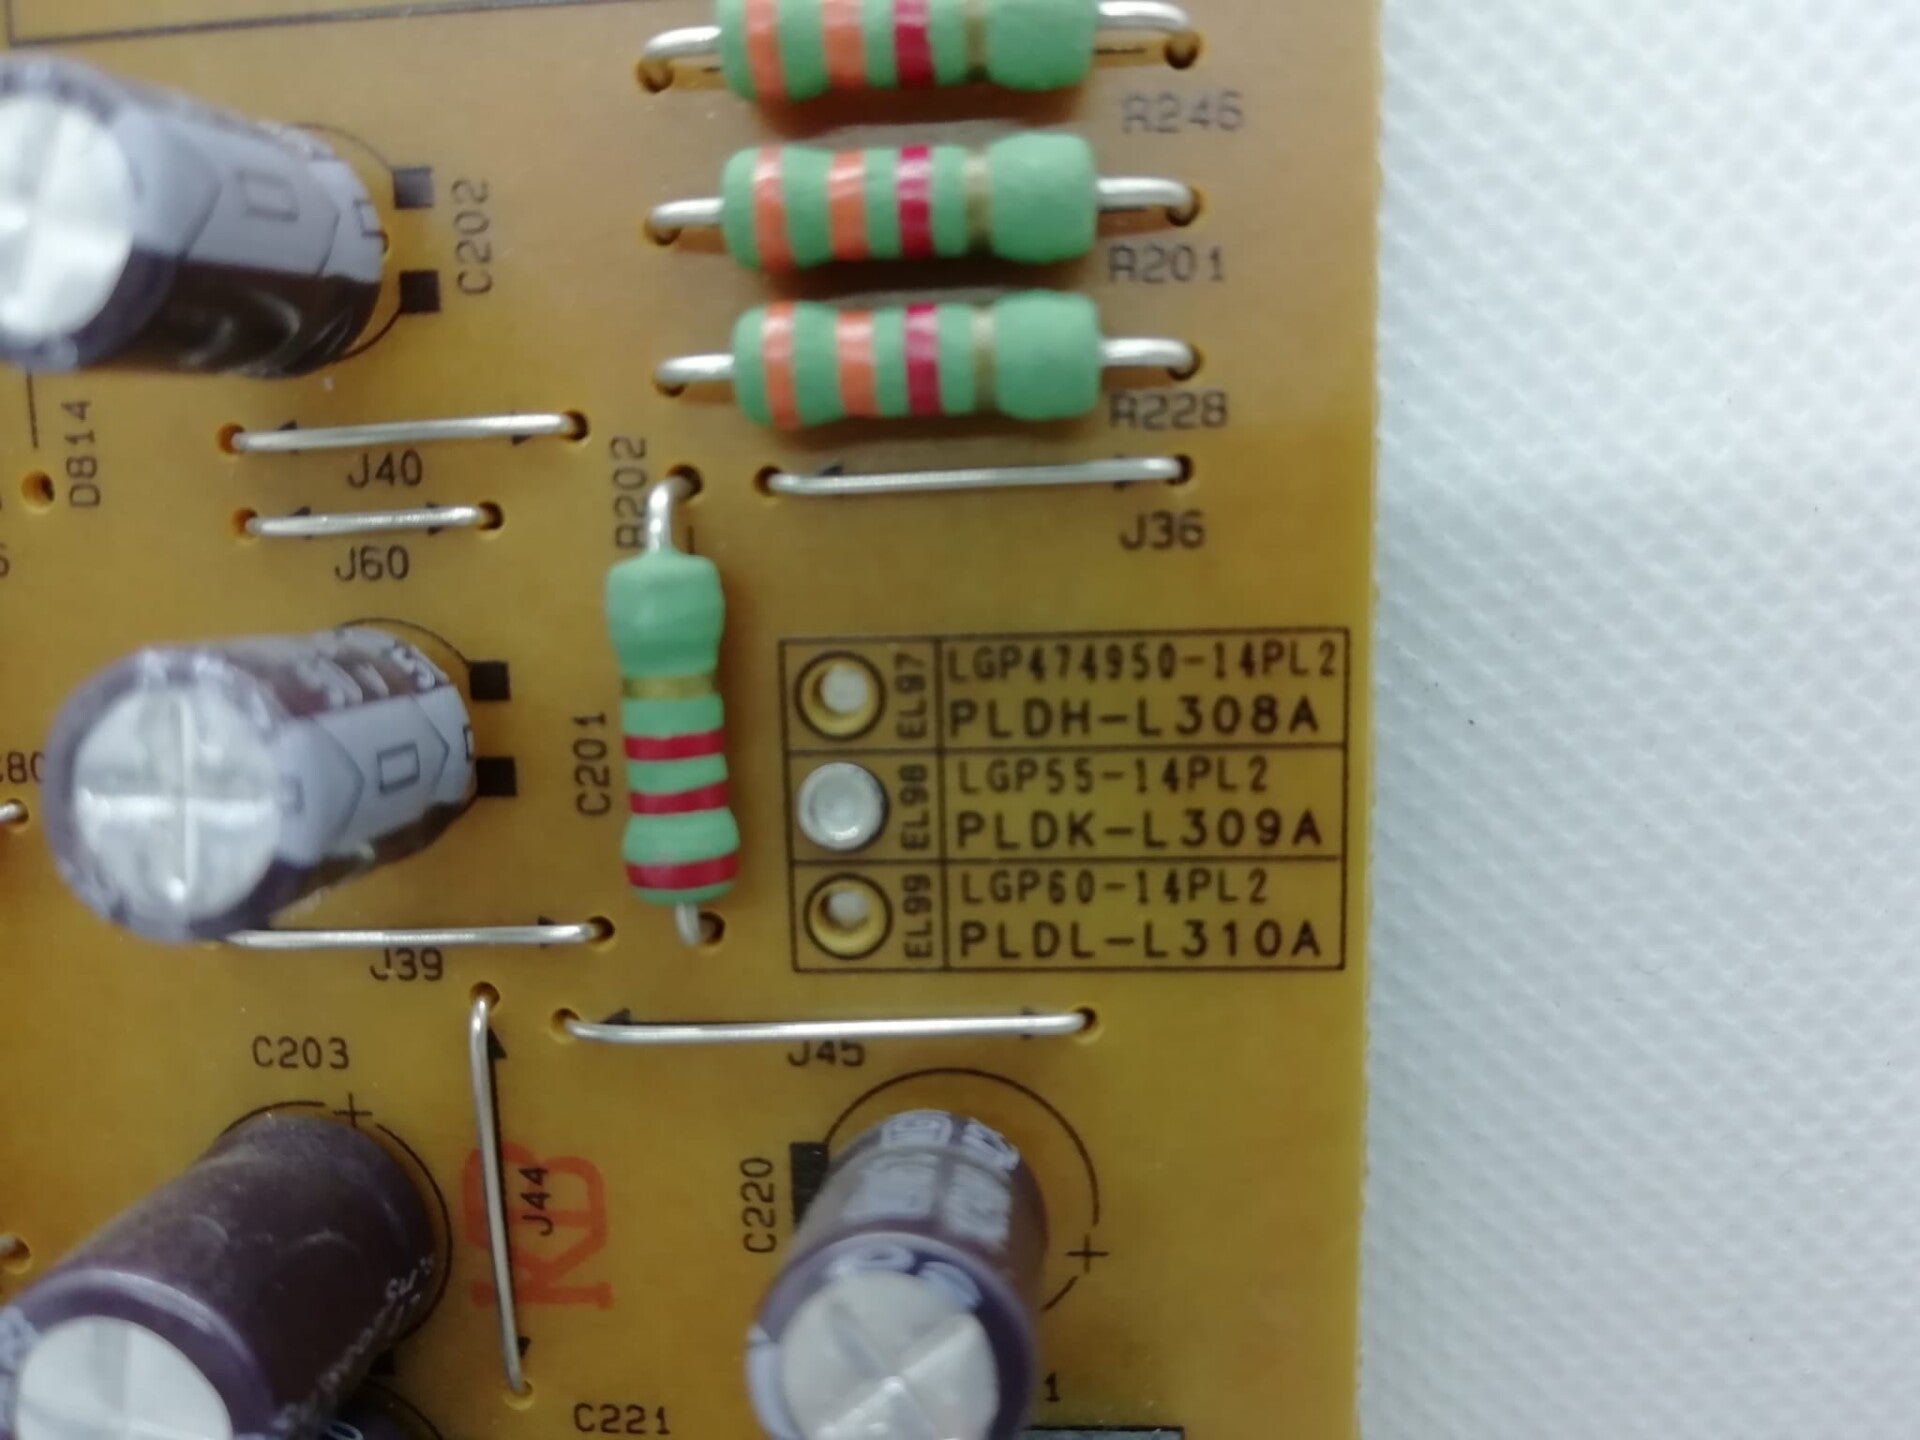 R246
C202
R201
R228
D814
J40
R202
J36
J60
EL97
LGP474950-14PL2
PLDH-L308A
C201
EL98
LGP55-14PL2
PLDK-L309A
EL99
LGP60-14PL2
PLDL-L310A
J39
C203
+
J45
J44
C220
+
1
C221